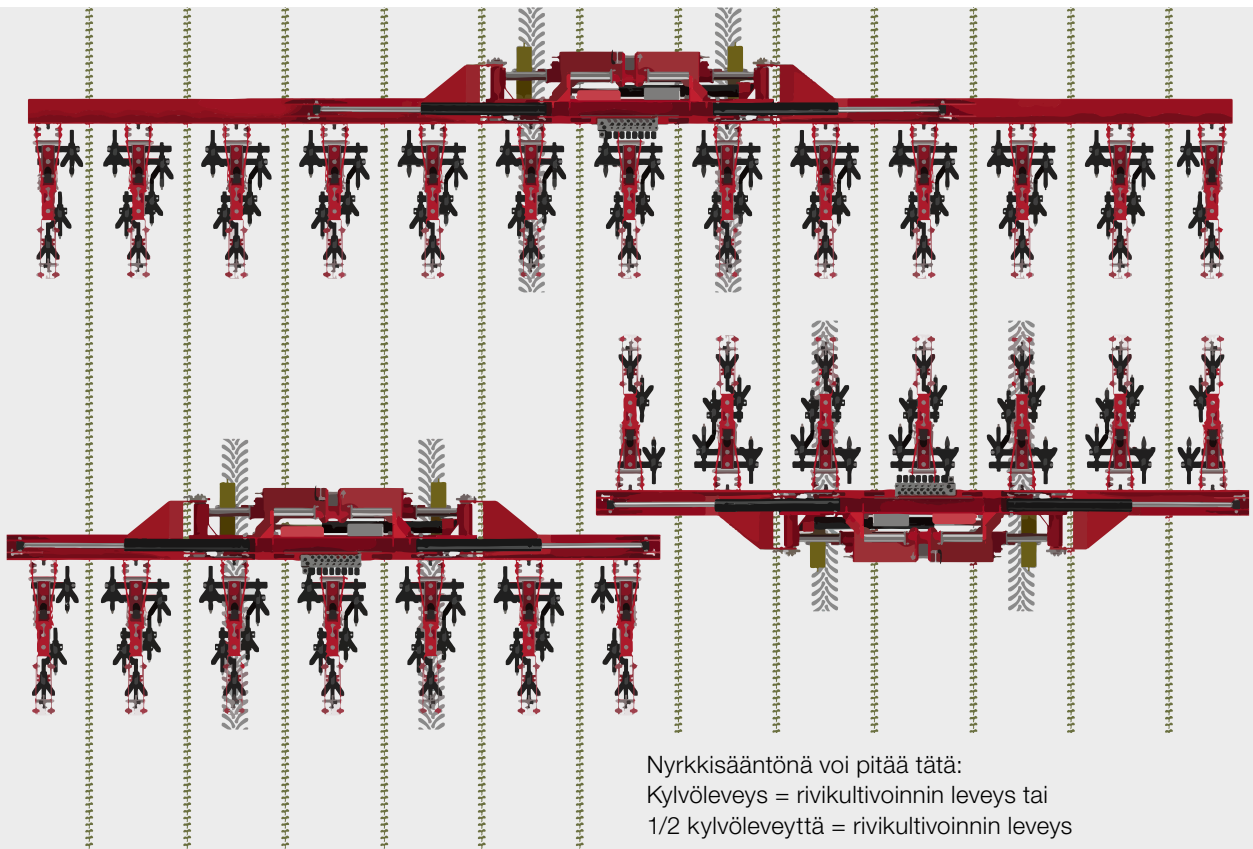 Nyrkkisääntönä voi pitää tätä:
Kylvöleveys = rivikultivoinnin leveys tai
1/2 kylvöleveyttä = rivikultivoinnin leveys